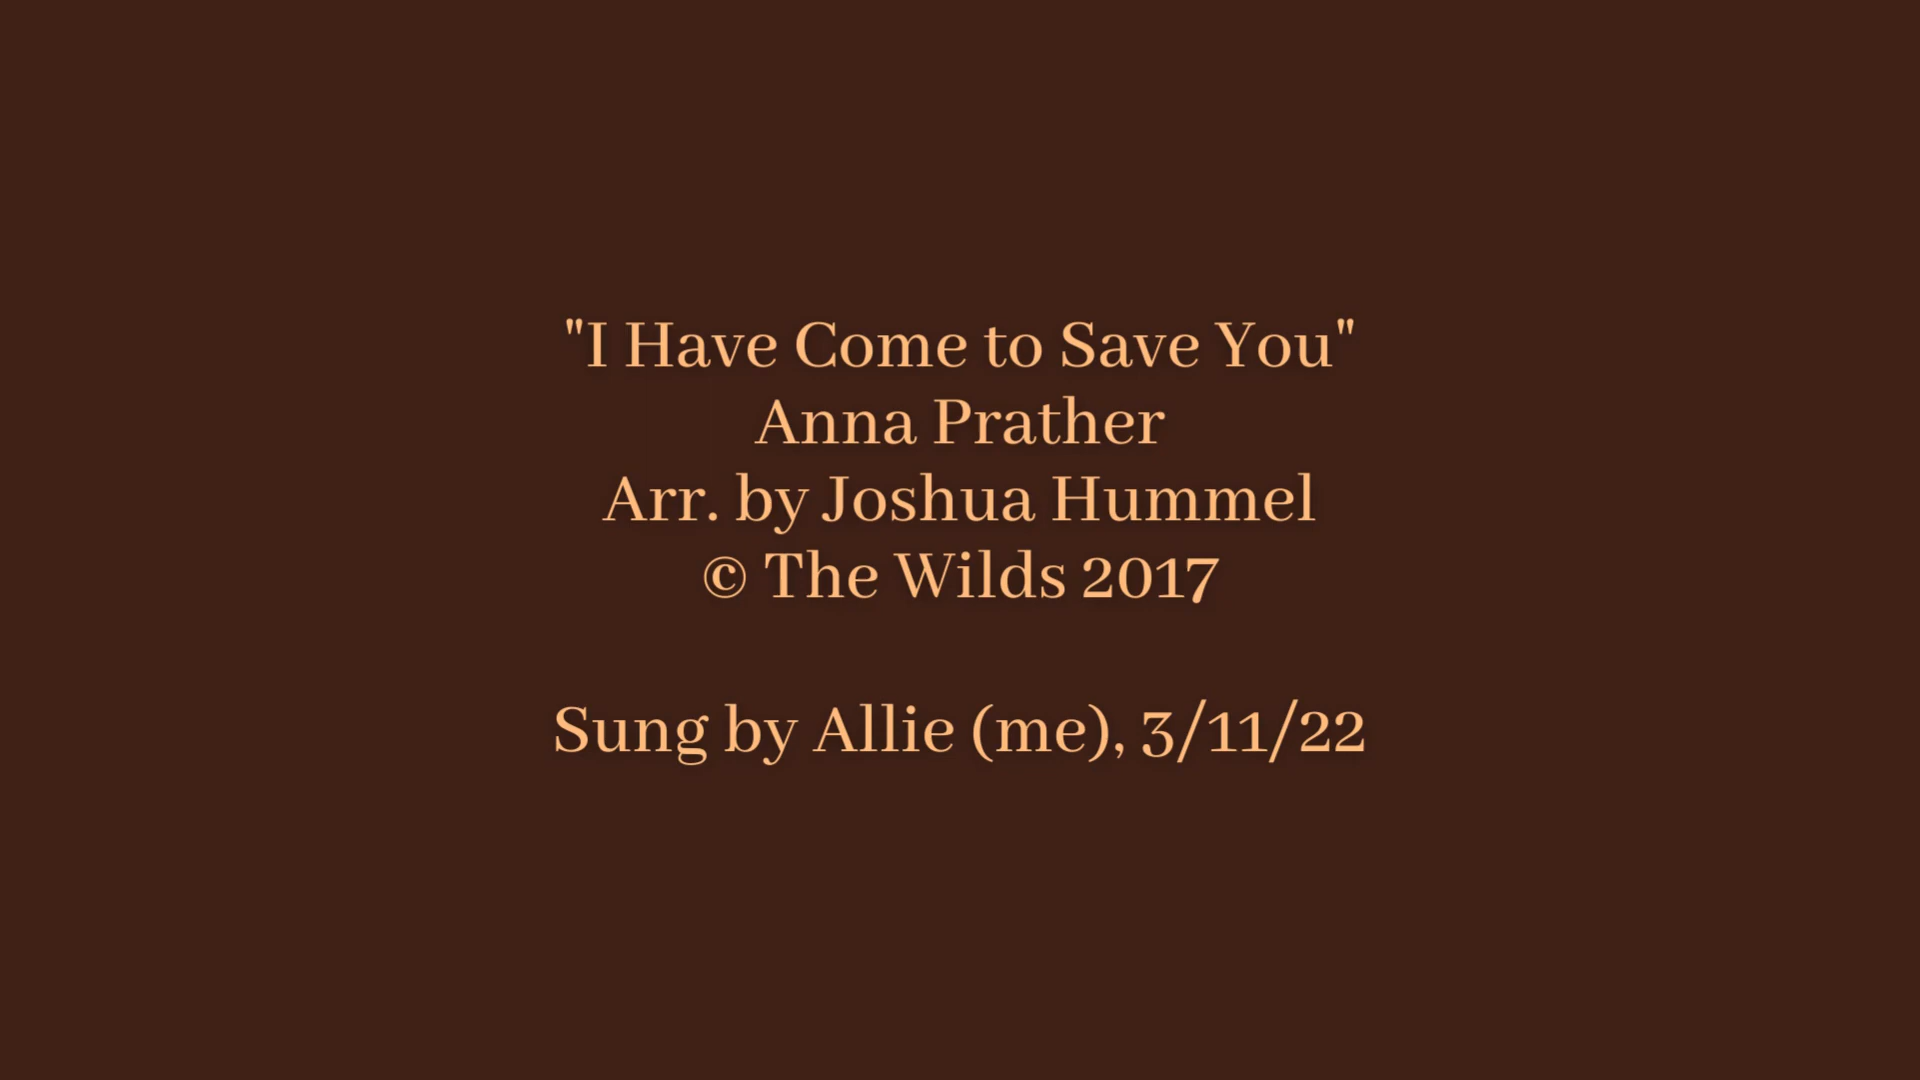 "I Have Come to Save You"
Anna Prather
Arr. by Joshua Hummel
© The Wilds 2017
Sung by Allie (me), 3/11/22